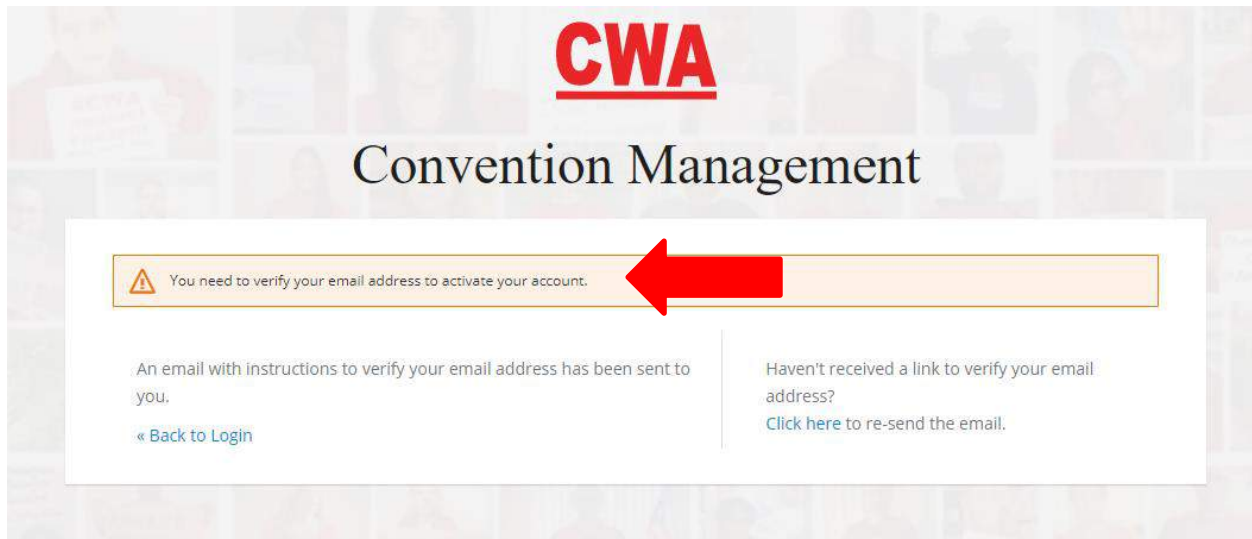 CWA
Convention Management
You need to verify your email address to activate your account.
An email with instructions to verify your email address has been sent to
you.
« Back to Login
Haven't received a link to verify your email
address?
Click here to re-send the email.